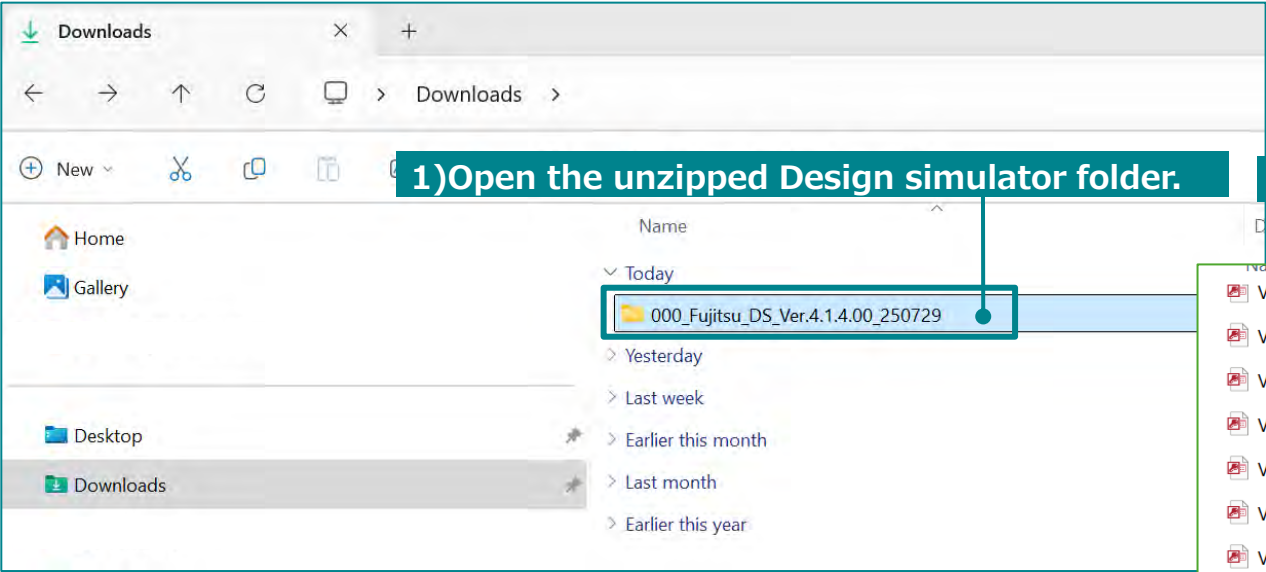 Downloads
Downloads
New
1)Open the unzipped Design simulator folder.
Home
Gallery
Desktop
Downloads
Name
Today
000_Fujitsu_DS_Ver.4.1.4.00_250729
Yesterday
Last week
Earlier this month
Last month
Earlier this year